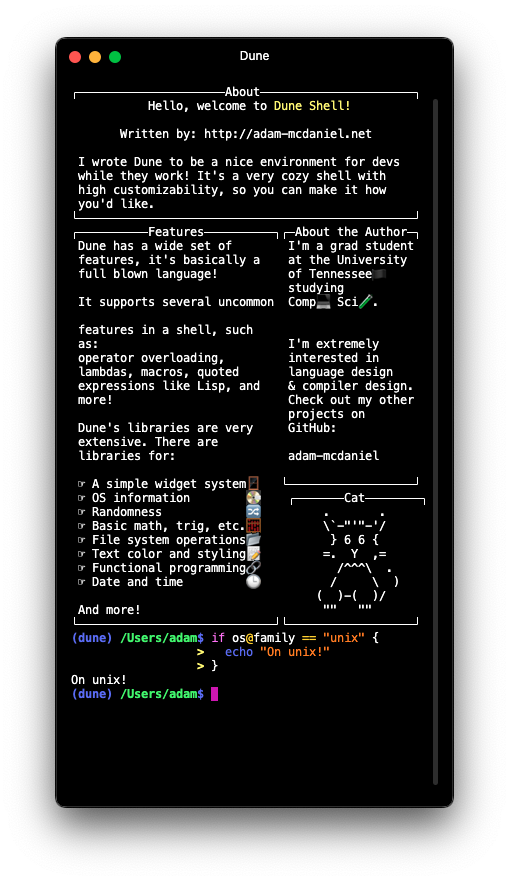 Dune
About
Hello, welcome to Dune Shell!
Written by: http://adam-mcdaniel.net
I wrote Dune to be a nice environment for devs
while they work! It's a very cozy shell with
high customizability, so you can make it how
you'd like.
Features
Dune has a wide set of
features, it's basically a
full blown language!
It supports several uncommon
features in a shell, such
as:
operator overloading,
lambdas, macros, quoted
expressions like Lisp, and
more!
Dune's libraries are very
extensive. There are
libraries for:
☞ A simple widget system📱
☞ OS information 💽
☞ Randomness 🔀
☞ Basic math, trig, etc.🧮
☞ File system operations📂
☞ Text color and styling📝
☞ Functional programming🔗
☞ Date and time 🕒
And more!
About the Author
I'm a grad student
at the University
of Tennessee🏴
studying
Comp💻 Sci🧪.
I'm extremely
interested in
language design
& compiler design.
Check out my other
projects on
GitHub:
adam-mcdaniel
Cat
.       .
\`-"'"-'/
} 6 6 {
=.  Y  ,=
/^^^\  .
/     \  )
(  )-(  )/
""   ""
(dune) /Users/adam$ if os@family == "unix" {
>   echo "On unix!"
> }
On unix!
(dune) /Users/adam$